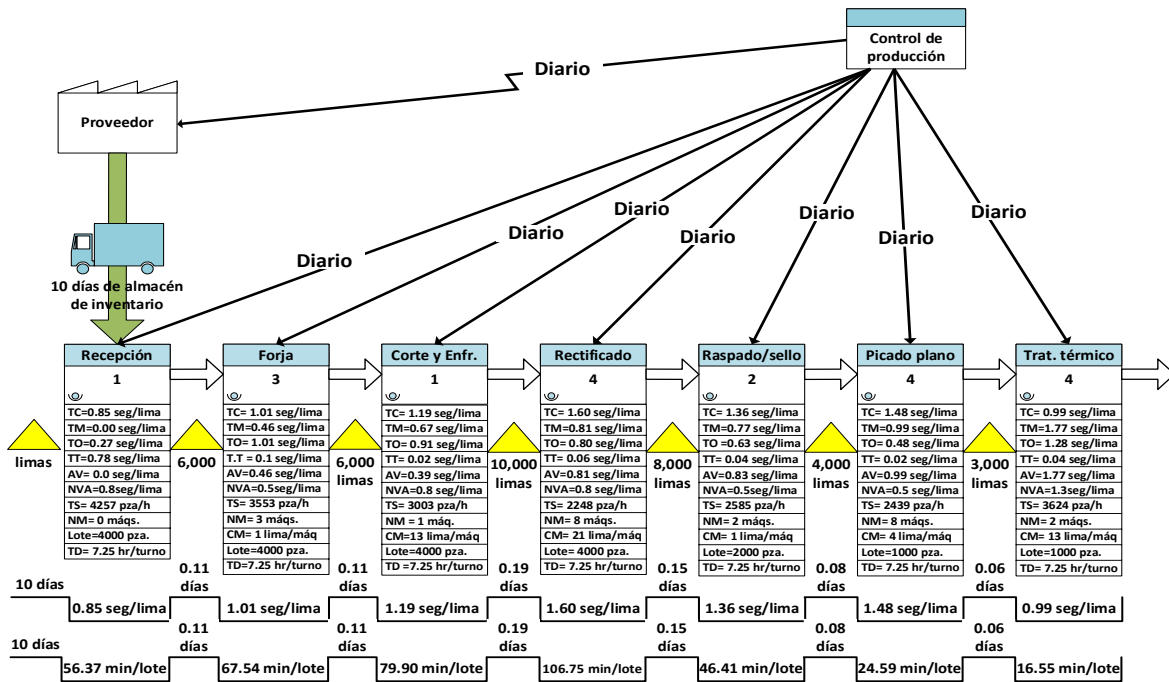 Control de
producción
Diario
Proveedor
Diario
Diario
Diario
Diario
Diario
Diario
Diario
10 días de almacén
de inventario
Recepción
1
TC=0.85 seg/lima
TM=0.00 seg/lima
TO=0.27 seg/lima
TT=0.78 seg/lima
AV= 0.0 seg/lima
NVA=0.8seg/lima
TS= 4257 pza/h
NM= 0 máqs.
Lote=4000 pza.
TD= 7.25 hr/turno
Forja
3
TC= 1.01 seg/lima
TM=0.46 seg/lima
TO= 1.01 seg/lima
T.T = 0.1 seg/lima
AV=0.46 seg/lima
NVA=0.5seg/lima
TS= 3553 pza/h
NM= 3 máqs.
CM= 1 lima/máq
Lote=4000 pza.
TD=7.25 hr/turno
Corte y Enfr.
1
TC= 1.19 seg/lima
TM=0.67 seg/lima
TO= 0.91 seg/lima
TT= 0.02 seg/lima
AV=0.39 seg/lima
NVA=0.8 seg/lima
TS= 3003 pza/h
NM = 1 máq.
CM=13 lima/máq
Lote=4000 pza.
TD =7.25 hr/turno
Rectificado
4
TC= 1.60 seg/lima
TM=0.81 seg/lima
TO= 0.80 seg/lima
TT= 0.06 seg/lima
AV=0.81 seg/lima
NVA=0.8 seg/lima
TS= 2248 pza/h
NM= 8 máqs.
CM= 21 lima/máq
Lote= 4000 pza.
TD= 7.25 hr/turno
Raspado/sello
2
TC= 1.36 seg/lima
TM=0.77 seg/lima
TO=0.63 seg/lima
TT= 0.04 seg/lima
AV=0.83 seg/lima
NVA=0.5seg/lima
TS= 2585 pza/h
NM= 2 máqs.
CM= 1 lima/máq
Lote=2000 pza.
TD= 7.25 hr/turno
Picado plano
4
TC= 1.48 seg/lima
TM=0.99 seg/lima
TO= 0.48 seg/lima
TT= 0.02 seg/lima
AV=0.99 seg/lima
NVA=0.5 seg/lima
TS= 2439 pza/h
NM= 8 máqs.
CM= 4 lima/máq
Lote=1000 pza.
TD= 7.25 hr/turno
Trat. térmico
4
TC= 0.99 seg/lima
TM=1.77 seg/lima
TO= 1.28 seg/lima
TT= 0.04 seg/lima
AV=1.77 seg/lima
NVA=1.3seg/lima
TS= 3624 pza/h
NM= 2 máqs.
CM= 13 lima/máq
Lote=1000 pza.
TD= 7.25 hr/turno
limas
6,000
6,000
limas
10,000
limas
8,000
limas
4,000
limas
3,000
limas
10 días
0.85 seg/lima
0.11
días
1.01 seg/lima
0.11
días
1.19 seg/lima
0.19
días
1.60 seg/lima
0.15
días
1.36 seg/lima
0.08
días
1.48 seg/lima
0.06
días
0.99 seg/lima
10 días
56.37 min/lote
0.11
días
67.54 min/lote
0.11
días
79.90 min/lote
0.19
días
106.75 min/lote
0.15
días
46.41 min/lote
0.08
días
24.59 min/lote
0.06
días
16.55 min/lote